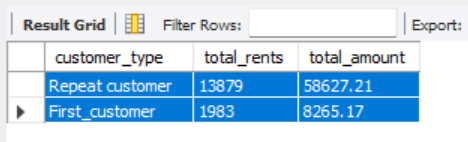 Result Grid Filter Rows: Export:
customer_type total_rents total_amount
Repeat customer 13879 58627.21
First_customer 1983 8265.17